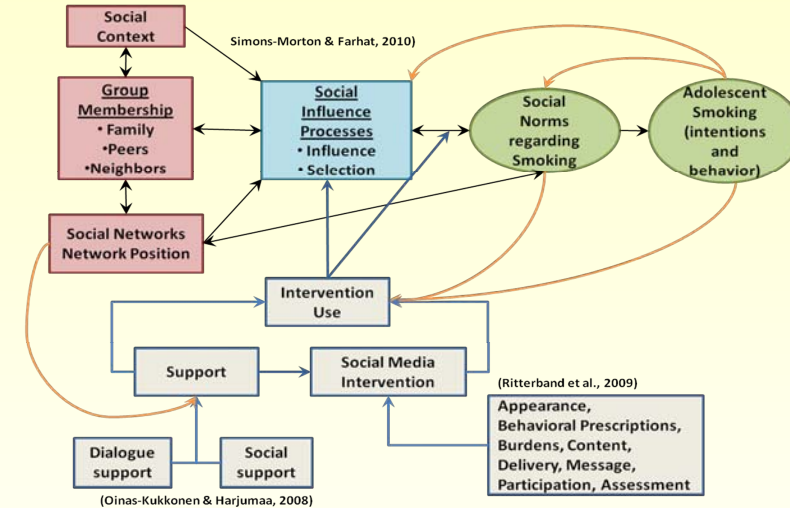 Social
Context
Simons-Morton & Farhat, 2010)
Group
Membership
• Family
• Peers
•Neighbors
Social
Influence
Processes
• Influence
• Selection
Social
Norms
regarding
Smoking
Adolescent
Smoking
(intentions
and
behavior)
Social Networks
Network Position
Intervention
Use
Support
Social Media
Intervention
(Ritterband et al., 2009)
Appearance,
Behavioral Prescriptions,
Burdens, Content,
Delivery, Message,
Participation, Assessment
Dialogue
support
Social
support
(Oinas-Kukkonen & Harjumaa, 2008)